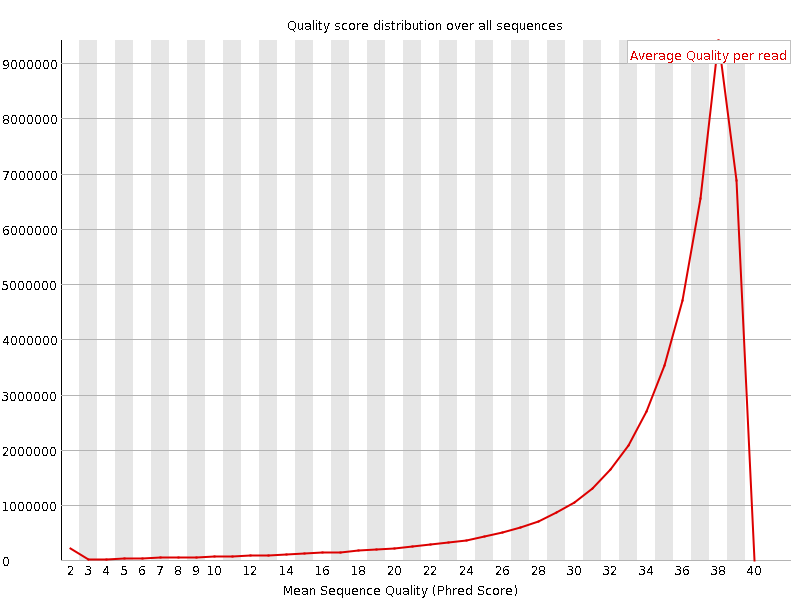 Quality score distribution over all sequences
Average Quality per read
9000000
8000000
7000000
6000000
5000000
4000000
3000000
2000000
1000000
0
2 3 4 5 6 7 8 9 10 12 14 16 18 20 22 24 26 28 30 32 34 36 38 40
Mean Sequence Quality (Phred Score)